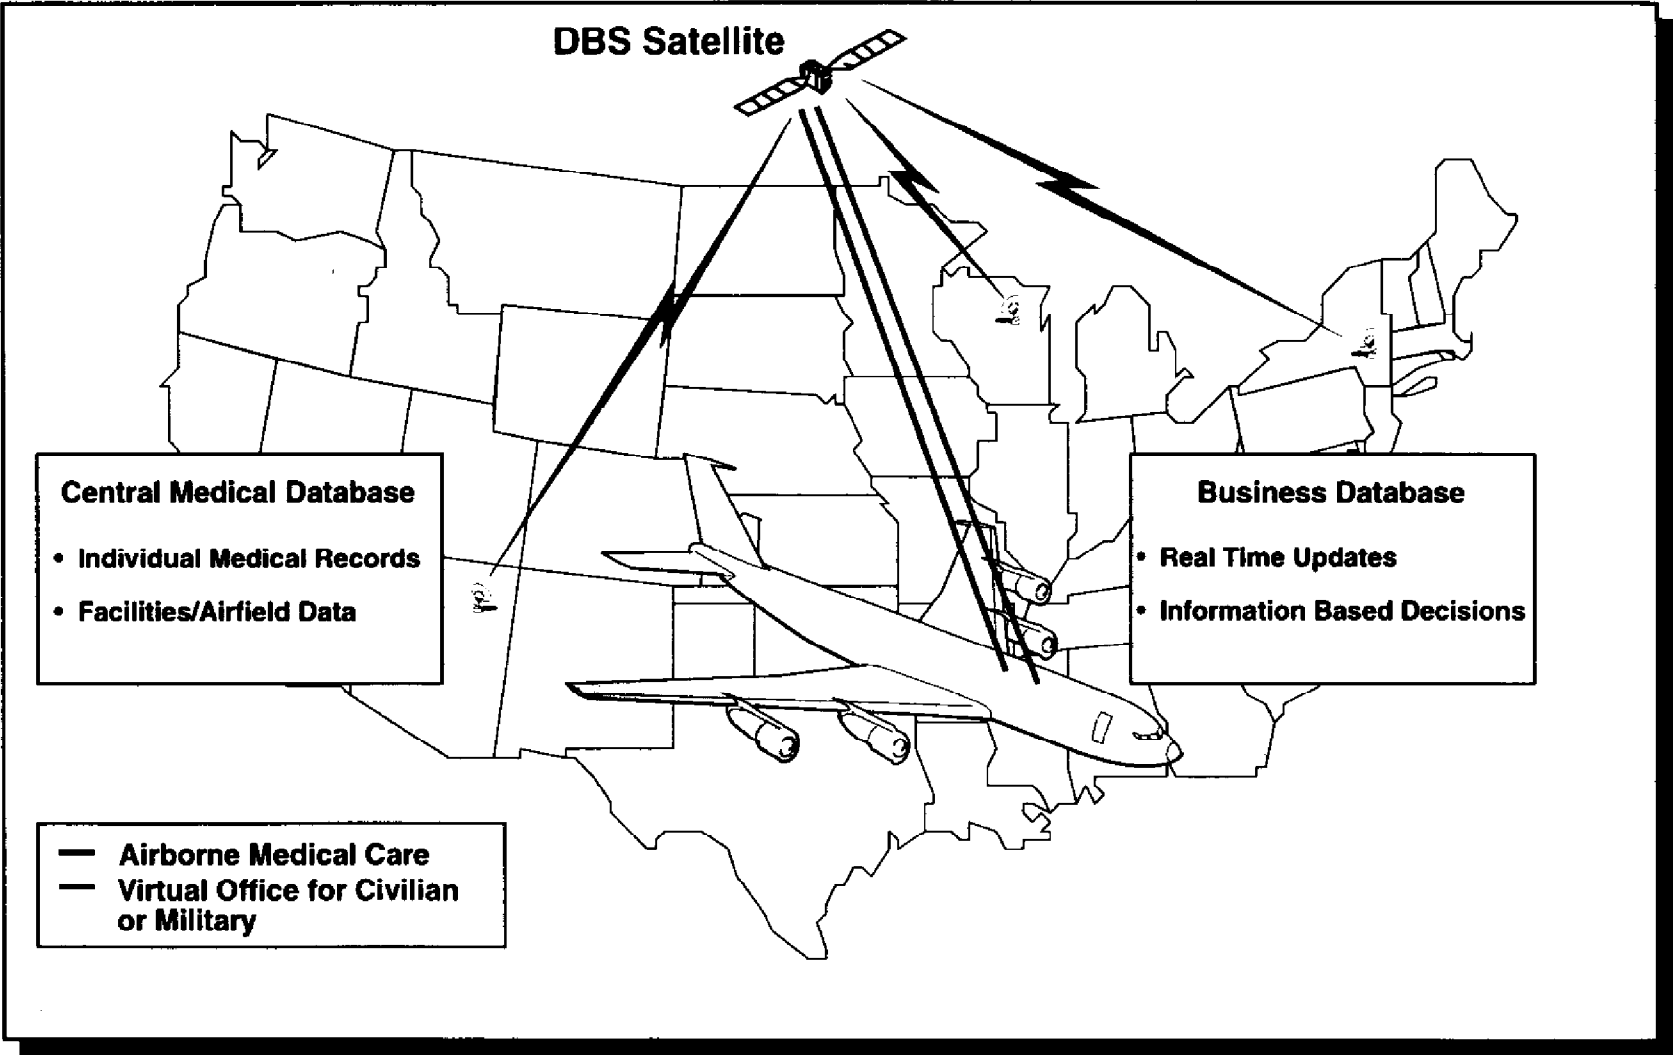 DBS Satellite
Central Medical Database
• Individual Medical Records
• Facilities/Airfield Data
Business Database
• Real Time Updates
• Information Based Decisions
Airborne Medical Care
Virtual Office for Civilian
or Military